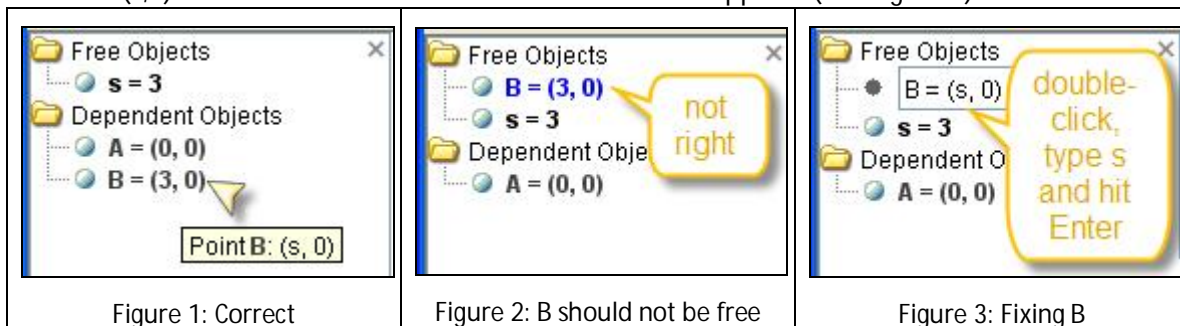 Free Objects
s = 3
Dependent Objects
A = (0, 0)
B = (3, 0)
Point B: (s, 0)
Figure 1: Correct
Free Objects
B = (3, 0)
s = 3
Dependent Obje
A = (0, 0)
not
right
Figure 2: B should not be free
Free Objects
B = (s, 0)
s = 3
Dependent O
A = (0, 0)
double-
click,
type s
and hit
Enter
Figure 3: Fixing B